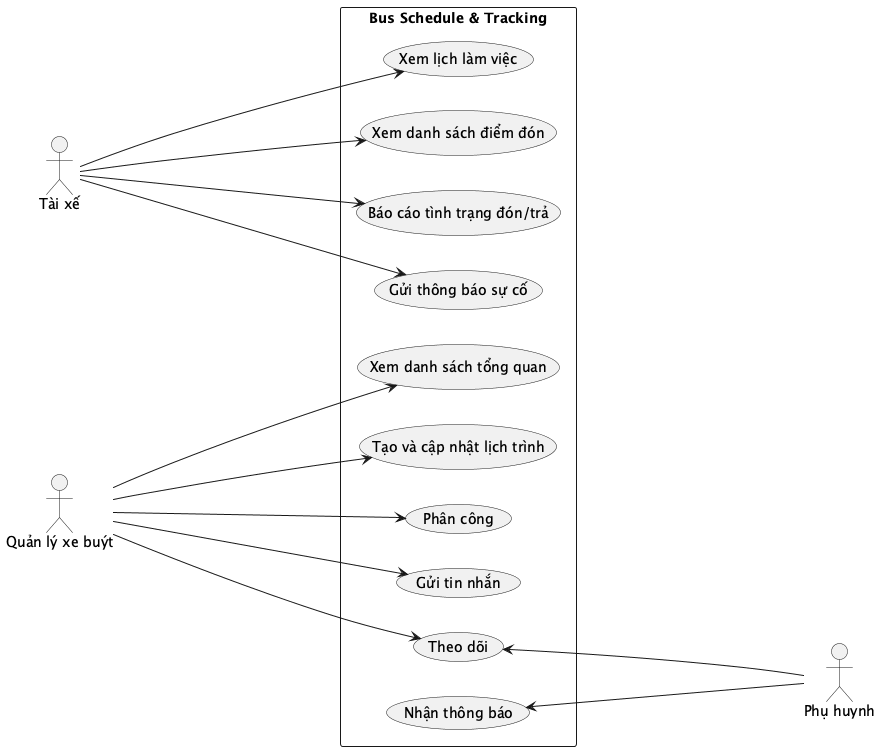 Bus Schedule & Tracking
Xem lịch làm việc
Xem danh sách điểm đón
Tài xế
Báo cáo tình trạng đón/trả
Gửi thông báo sự cố
Xem danh sách tổng quan
Tạo và cập nhật lịch trình
Phân công
Quản lý xe buýt
Gửi tin nhắn
Theo dõi
Nhận thông báo
Phụ huynh